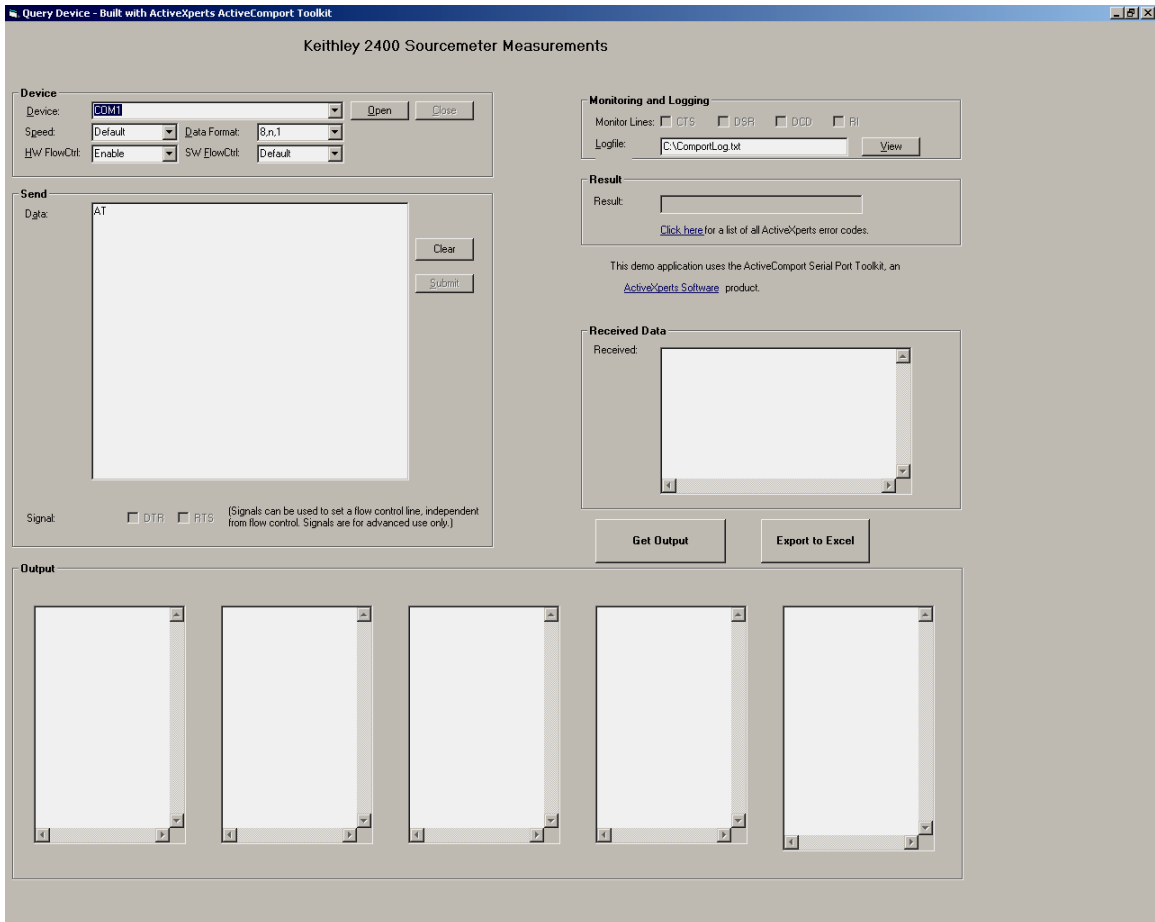 Query Device - Built with ActiveXperts ActiveComport Toolkit
Keithley 2400 Sourcemeter Measurements
Device
Device: COM1 Open Close
Speed: Default Data Format: 8,n,1
HW FlowCtrl: Enable SW FlowCtrl: Default
Monitoring and Logging
Monitor Lines: CTS DSR DCD RI
Logfile: C:\ComportLog.txt View
Send
Data: AT
Clear
Submit
Signal: DTR RTS (Signals can be used to set a flow control line, independent
from flow control. Signals are for advanced use only.)
Result
Result:
Click here for a list of all ActiveXperts error codes.
This demo application uses the ActiveComport Serial Port Toolkit, an
ActiveXperts Software product.
Received Data
Received:
Get Output Export to Excel
Output